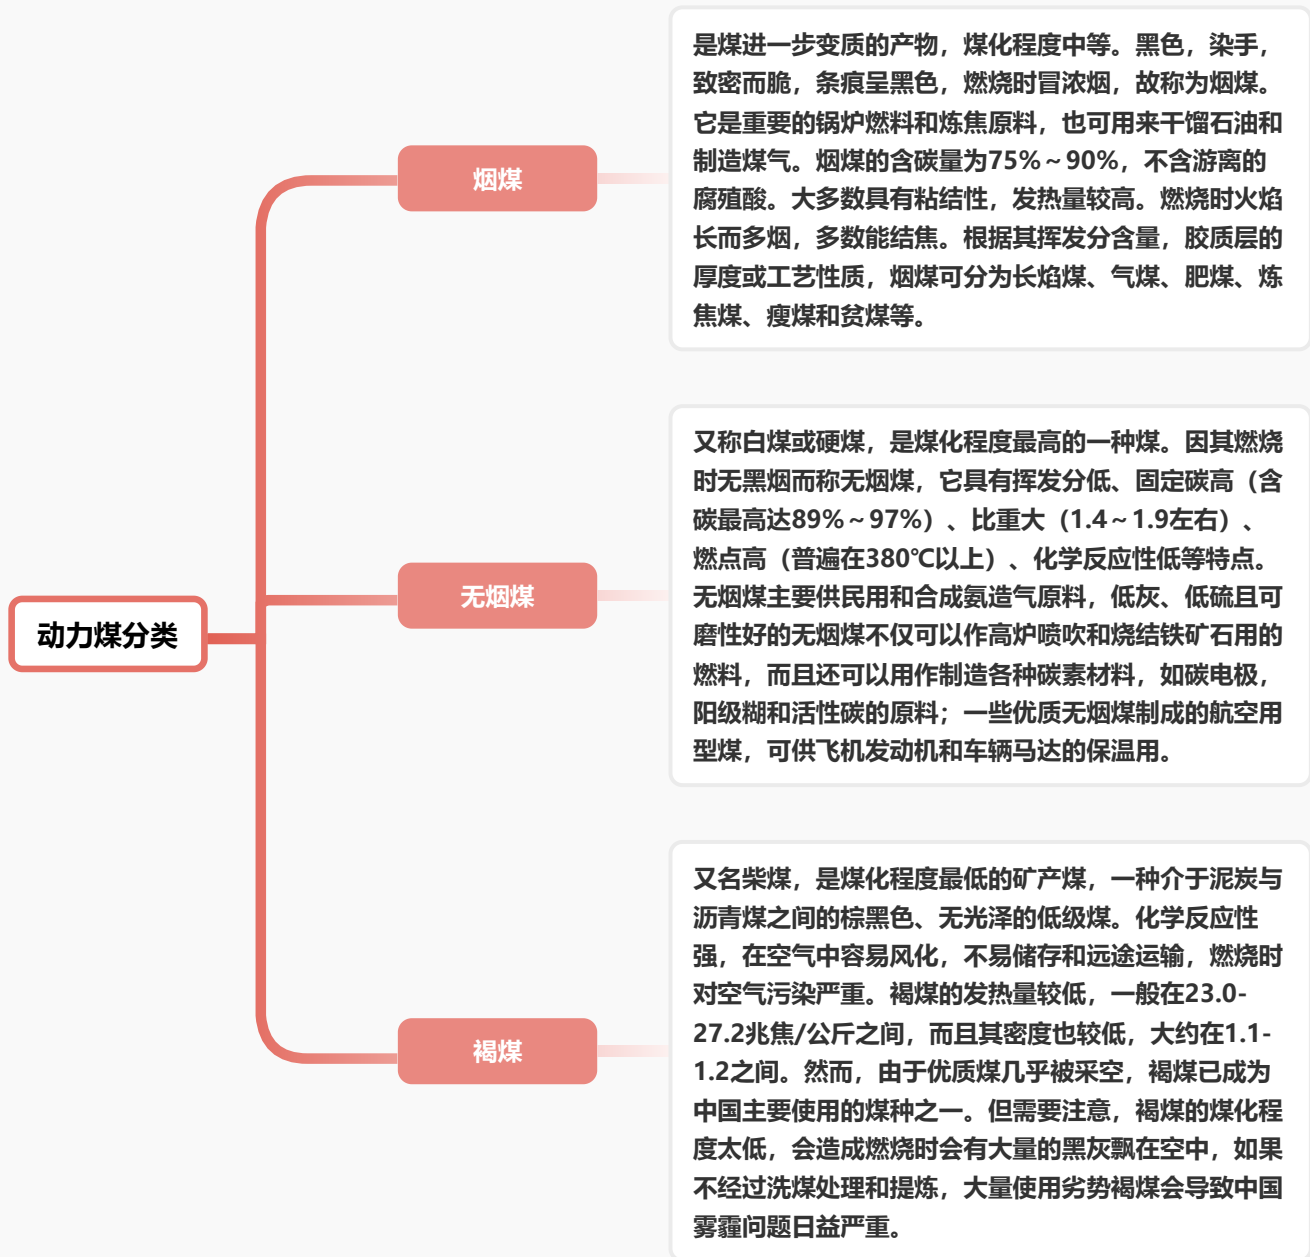 是煤进一步变质的产物，煤化程度中等。黑色，染手，
致密而脆，条痕呈黑色，燃烧时冒浓烟，故称为烟煤。
它是重要的锅炉燃料和炼焦原料，也可用来干馏石油和
制造煤气。烟煤的含碳量为75%～90%，不含游离的
腐殖酸。大多数具有粘结性，发热量较高。燃烧时火焰
长而多烟，多数能结焦。根据其挥发分含量，胶质层的
厚度或工艺性质，烟煤可分为长焰煤、气煤、肥煤、炼
焦煤、瘦煤和贫煤等。
烟煤
又称白煤或硬煤，是煤化程度最高的一种煤。因其燃烧
时无黑烟而称无烟煤，它具有挥发分低、固定碳高（含
碳最高达89%～97%）、比重大（1.4～1.9左右）、
燃点高（普遍在380℃以上）、化学反应性低等特点。
无烟煤主要供民用和合成氨造气原料，低灰、低硫且可
磨性好的无烟煤不仅可以作高炉喷吹和烧结铁矿石用的
燃料，而且还可以用作制造各种碳素材料，如碳电极，
阳级糊和活性碳的原料；一些优质无烟煤制成的航空用
型煤，可供飞机发动机和车辆马达的保温用。
无烟煤
动力煤分类
又名柴煤，是煤化程度最低的矿产煤，一种介于泥炭与
沥青煤之间的棕黑色、无光泽的低级煤。化学反应性
强，在空气中容易风化，不易储存和远途运输，燃烧时
对空气污染严重。褐煤的发热量较低，一般在23.0-
27.2兆焦/公斤之间，而且其密度也较低，大约在1.1-
1.2之间。然而，由于优质煤几乎被采空，褐煤已成为
中国主要使用的煤种之一。但需要注意，褐煤的煤化程
度太低，会造成燃烧时会有大量的黑灰飘在空中，如果
不经过洗煤处理和提炼，大量使用劣势褐煤会导致中国
雾霾问题日益严重。
褐煤